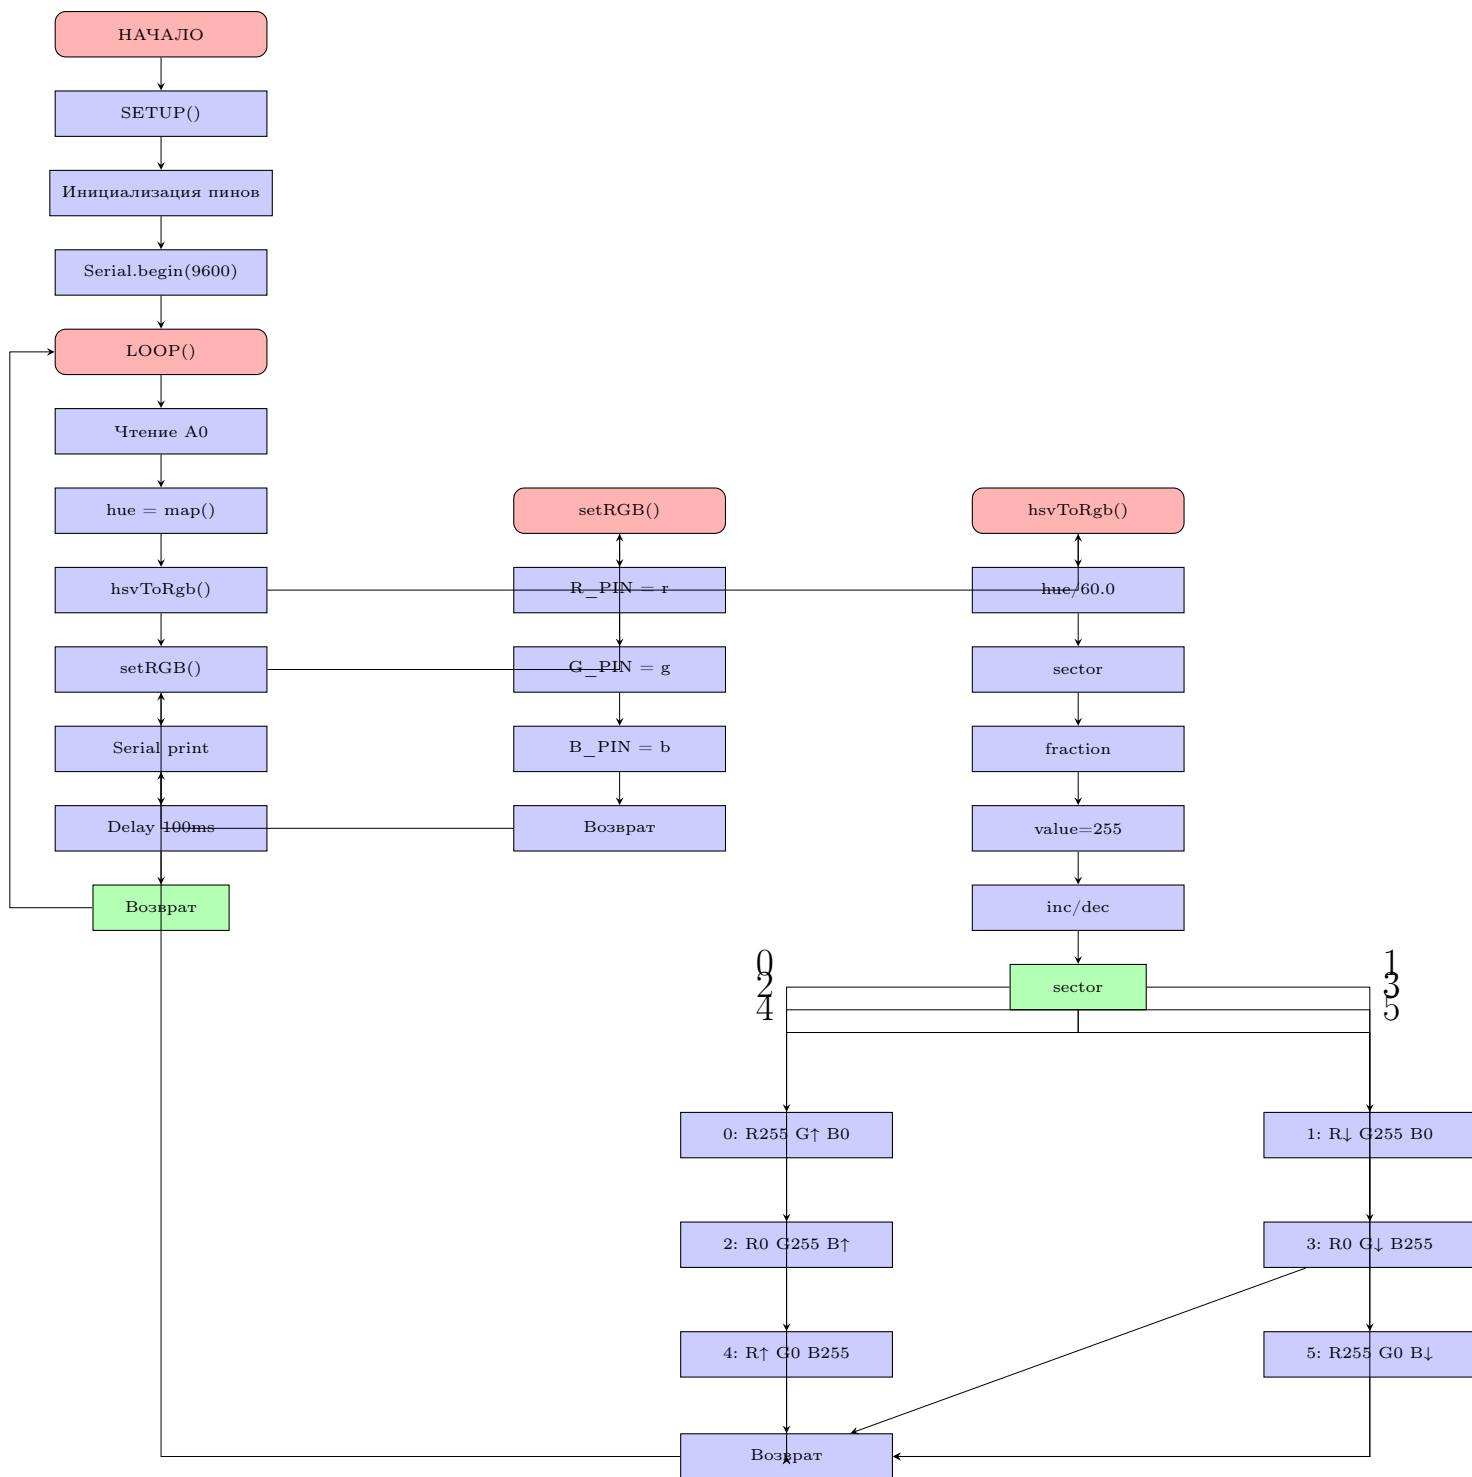 НАЧАЛО
SETUP()
Инициализация пинов
Serial.begin(9600)
LOOP()
Чтение A0
hue = map()
hsvToRgb()
setRGB()
Serial print
Delay 100ms
Возврат
setRGB()
R_PIN = r
G_PIN = g
B_PIN = b
Возврат
hsvToRgb()
hue/60.0
sector
fraction
value=255
inc/dec
sector
0
2
4
1
3
5
0: R255 G↑ B0
1: R↓ G255 B0
2: R0 G255 B↑
3: R0 G↓ B255
4: R↑ G0 B255
5: R255 G0 B↓
Возврат